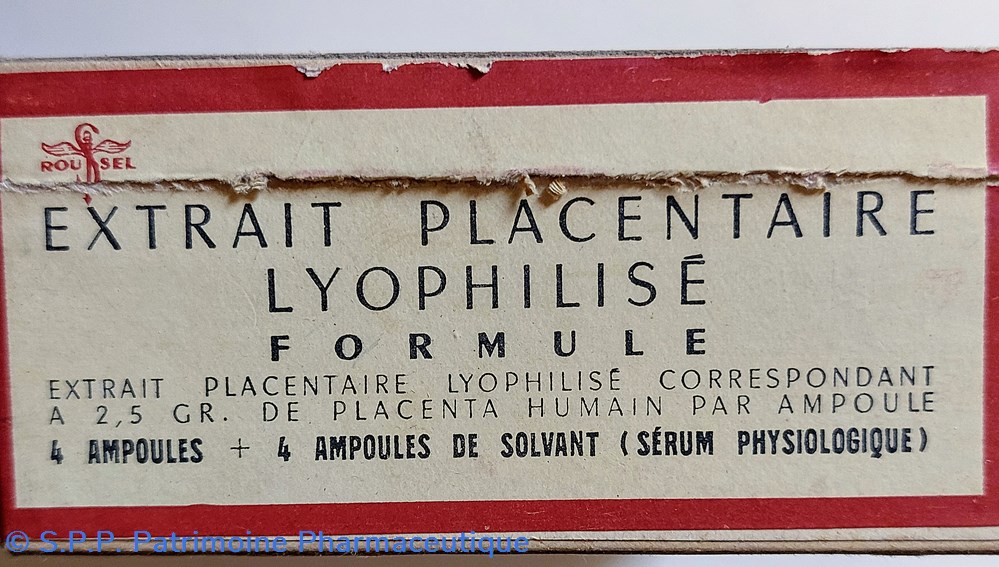 ROUSSEL
EXTRAIT PLACENTAIRE
LYOPHILISÉ
FORMULE
EXTRAIT PLACENTAIRE LYOPHILISÉ CORRESPONDANT
A 2,5 GR. DE PLACENTA HUMAIN PAR AMPOULE
4 AMPOULES + 4 AMPOULES DE SOLVANT (SÉRUM PHYSIOLOGIQUE)
© S.P.P. Patrimoine Pharmaceutique